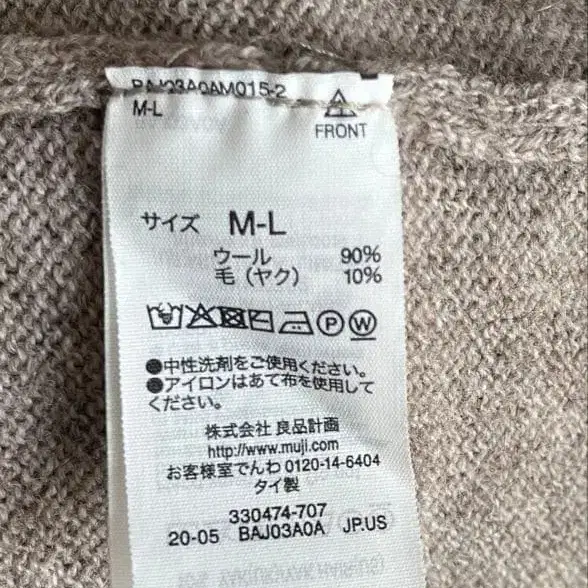 BAJ03A0AM015-2
M-L
FRONT
サイズ M-L
ウール 90%
毛（ヤク） 10%
P W
●中性洗剤をご使用ください。
●アイロンはあて布を使用して
ください。
株式会社 良品計画
http://www.muji.com
お客様室でんわ 0120-14-6404
タイ製
330474-707
20-05 BAJ03A0A JP.US